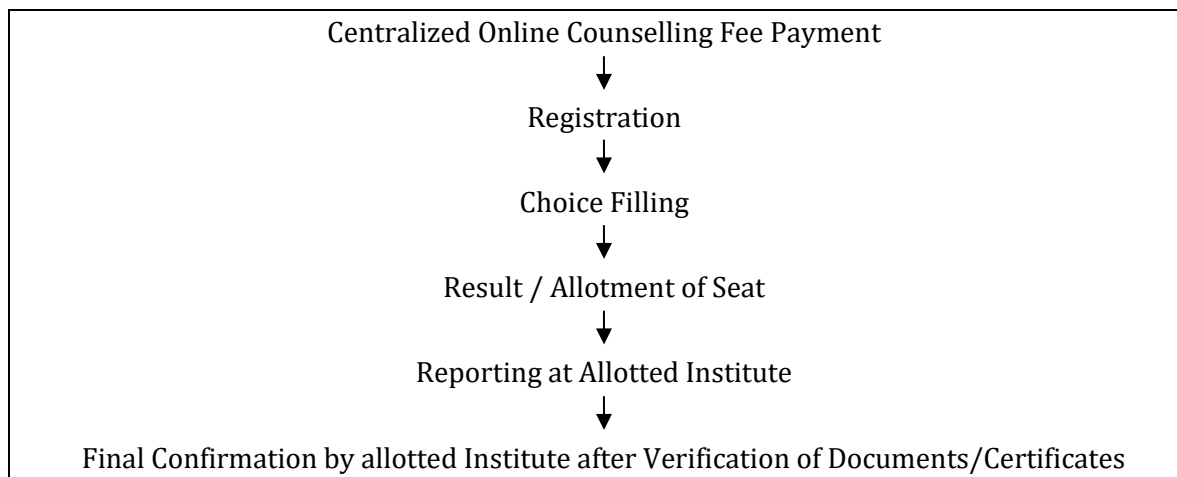 Centralized Online Counselling Fee Payment
Registration
Choice Filling
Result / Allotment of Seat
Reporting at Allotted Institute
Final Confirmation by allotted Institute after Verification of Documents/Certificates